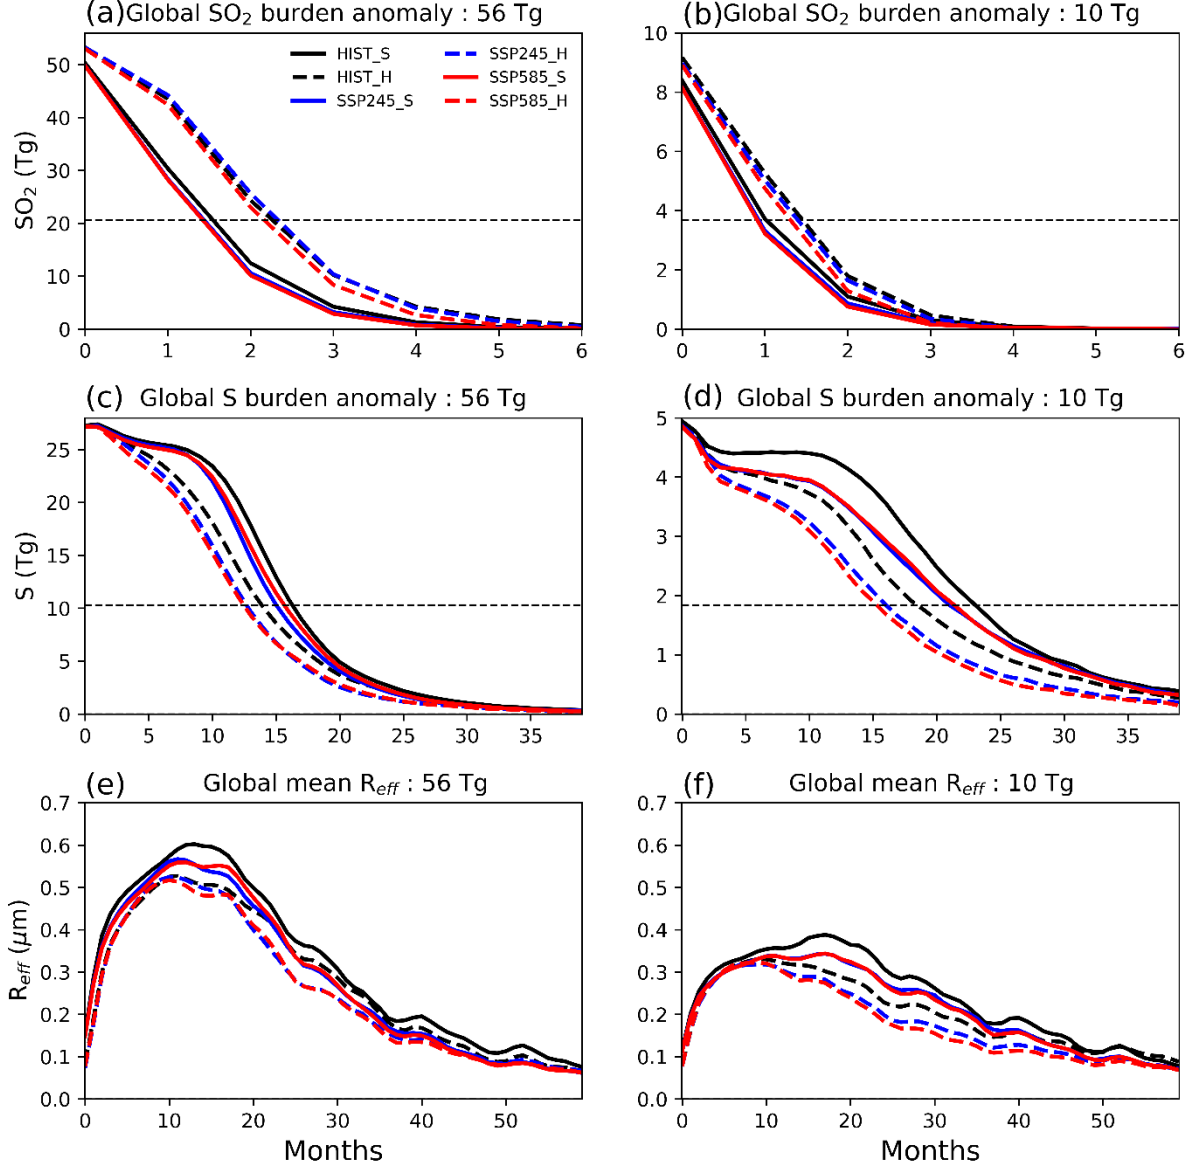 (a) Global SO2 burden anomaly : 56 Tg
SO2 (Tg)
50
40
30
20
10
0
0 1 2 3 4 5 6
HIST_S
HIST_H
SSP245_S
SSP245_H
SSP585_S
SSP585_H
(b) Global SO2 burden anomaly : 10 Tg
10
8
6
4
2
0
0 1 2 3 4 5 6
(c) Global S burden anomaly : 56 Tg
S (Tg)
25
20
15
10
5
0
0 5 10 15 20 25 30 35
(d) Global S burden anomaly : 10 Tg
5
4
3
2
1
0
0 5 10 15 20 25 30 35
(e) Global mean Reff : 56 Tg
Reff (μm)
0.7
0.6
0.5
0.4
0.3
0.2
0.1
0.0
0 10 20 30 40 50
Months
(f) Global mean Reff : 10 Tg
0.7
0.6
0.5
0.4
0.3
0.2
0.1
0.0
0 10 20 30 40 50
Months